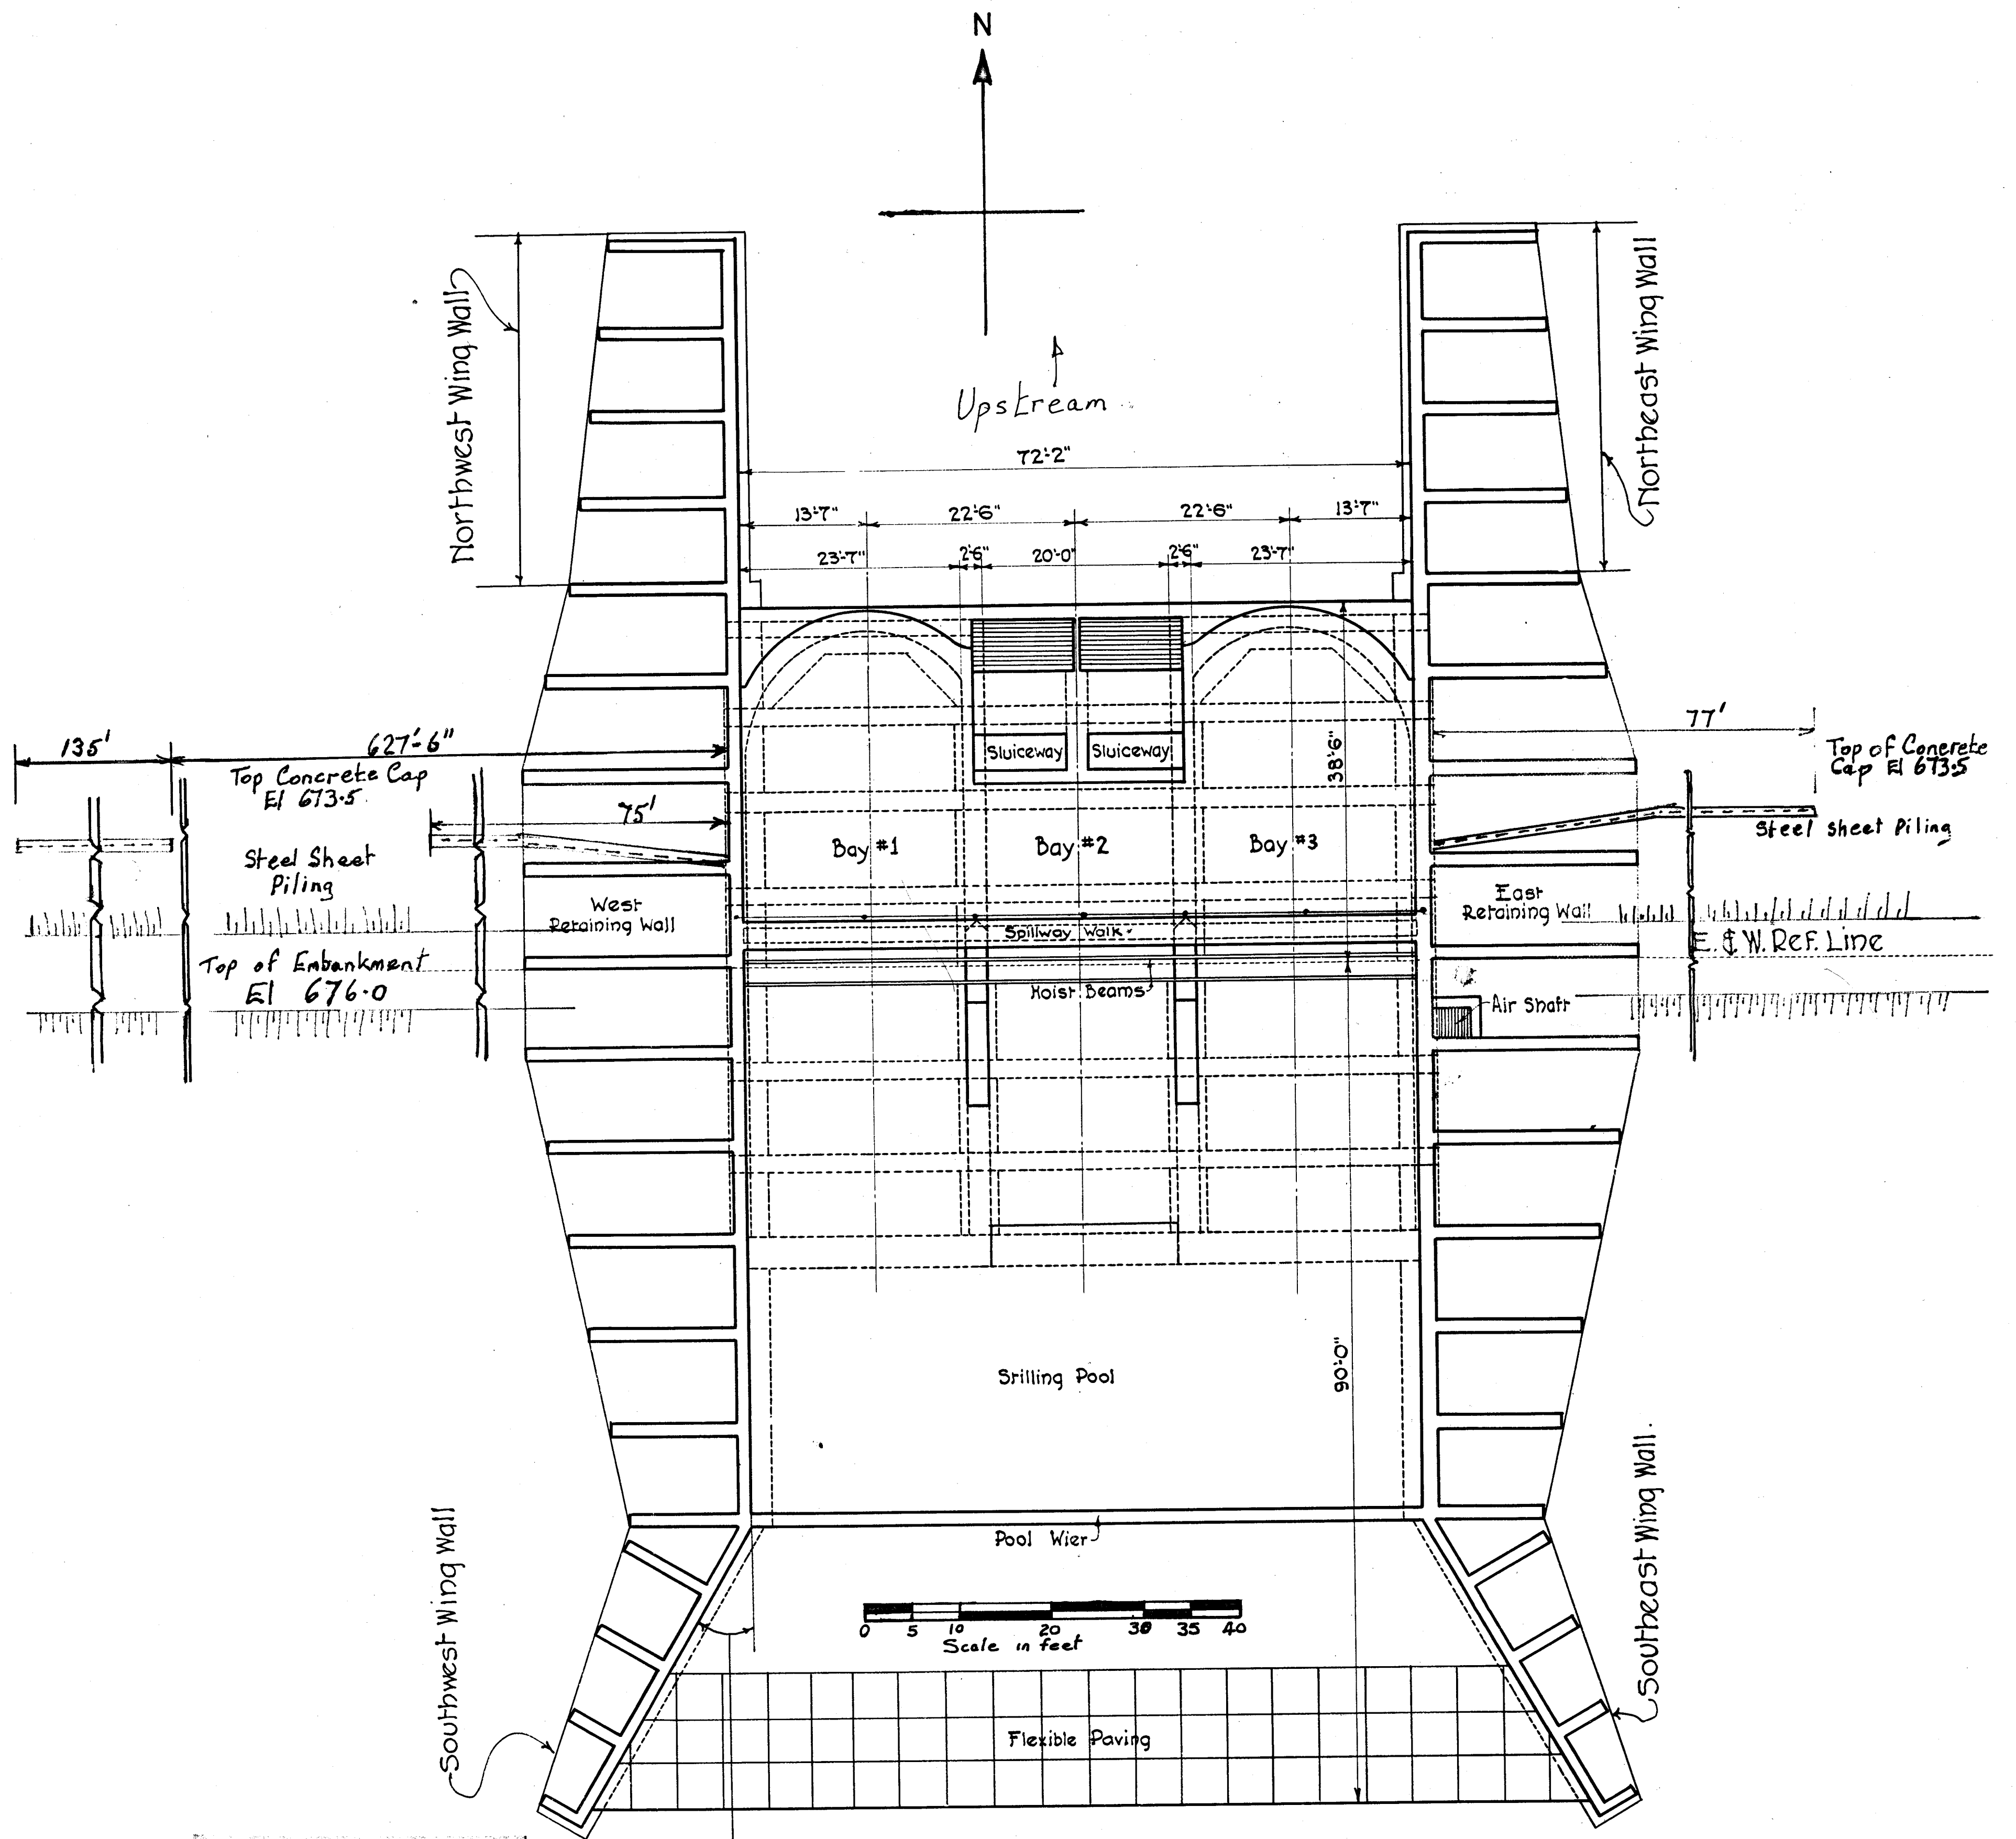 N
Upstream
Northwest Wing Wall
Northeast Wing Wall
72'-2"
13'-7" 22'-6" 22'-6" 13'-7"
23'-7" 2'6" 20'-0" 2'6" 23'-7"
135'
627'-6"
Top Concrete Cap
El 673.5
75'
77'
Top of Concrete
Cap El 673.5
Sluiceway Sluiceway
38'-6"
Steel Sheet
Piling
Steel sheet Piling
Bay #1 Bay #2 Bay #3
West
Retaining Wall
East
Retaining Wall
Spillway Walk
E. & W. Ref. Line
Top of Embankment
El 676.0
Hoist Beams
Air Shaft
Stilling Pool
90'-0"
Pool Wier
Southwest Wing Wall
Southeast Wing Wall.
0 5 10 20 30 35 40
Scale in feet
Flexible Paving